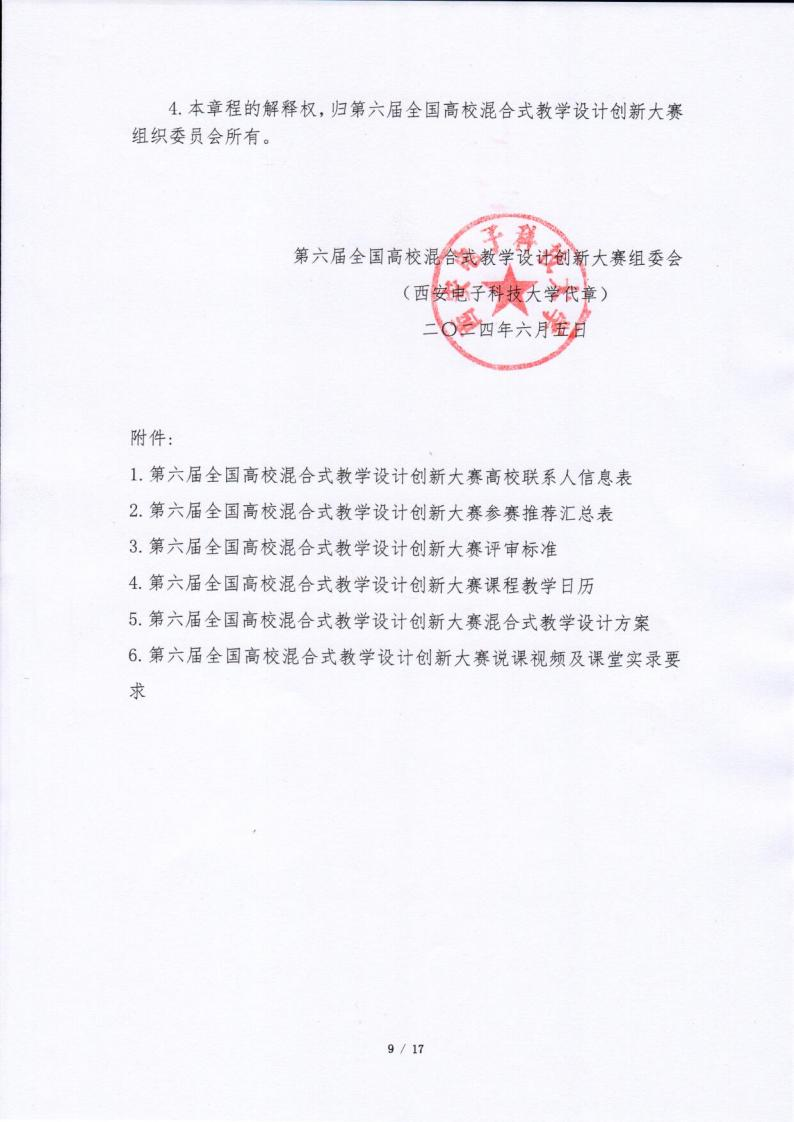 4.本章程的解释权,归第六届全国高校混合式教学设计创新大赛
组织委员会所有。
第六届全国高校混合式教学设计创新大赛组委会
(西安电子科技大学代章)
二〇二四年六月五日
西安电子科技大学
附件:
1.第六届全国高校混合式教学设计创新大赛高校联系人信息表
2.第六届全国高校混合式教学设计创新大赛参赛推荐汇总表
3.第六届全国高校混合式教学设计创新大赛评审标准
4.第六届全国高校混合式教学设计创新大赛课程教学日历
5.第六届全国高校混合式教学设计创新大赛混合式教学设计方案
6.第六届全国高校混合式教学设计创新大赛说课视频及课堂实录要
求
9 / 17